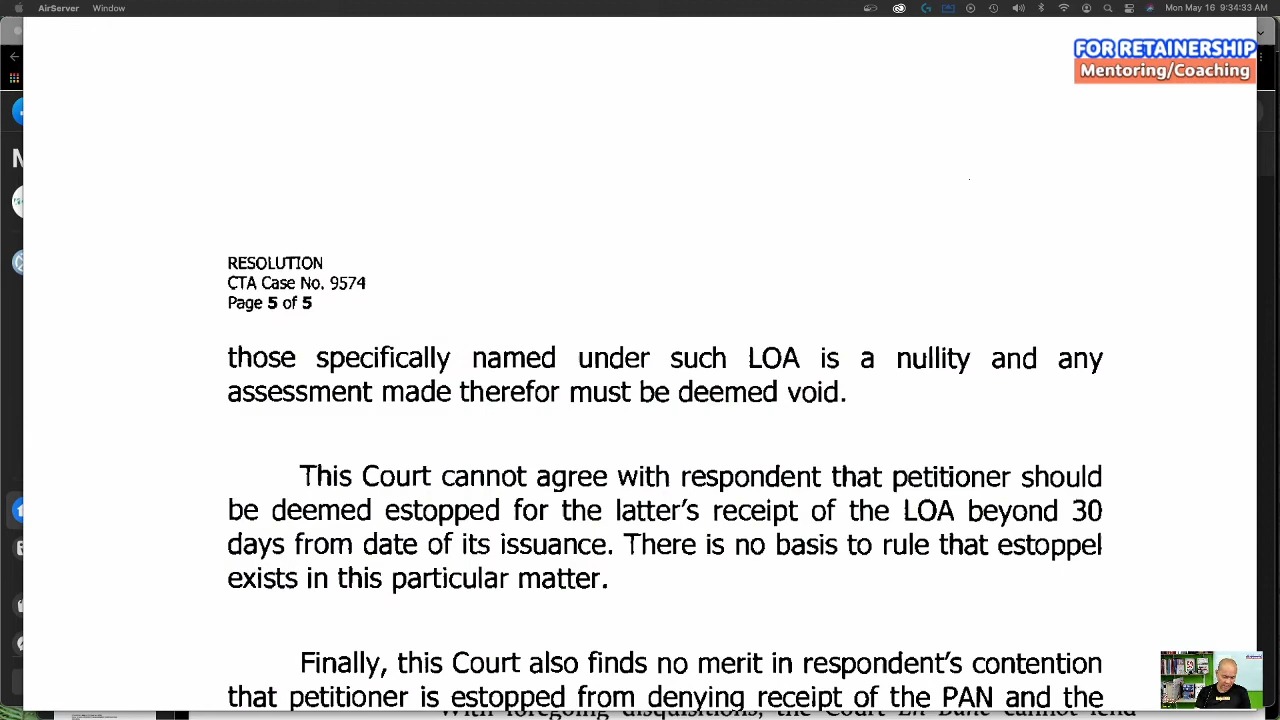 AirServer Window
Mon May 16 9:34:33 AM
FOR RETAINERSHIP
Mentoring/Coaching
RESOLUTION
CTA Case No. 9574
Page 5 of 5
those specifically named under such LOA is a nullity and any
assessment made therefor must be deemed void.
This Court cannot agree with respondent that petitioner should
be deemed estopped for the latter's receipt of the LOA beyond 30
days from date of its issuance. There is no basis to rule that estoppel
exists in this particular matter.
Finally, this Court also finds no merit in respondent's contention
that petitioner is estopped from denying receipt of the PAN and the